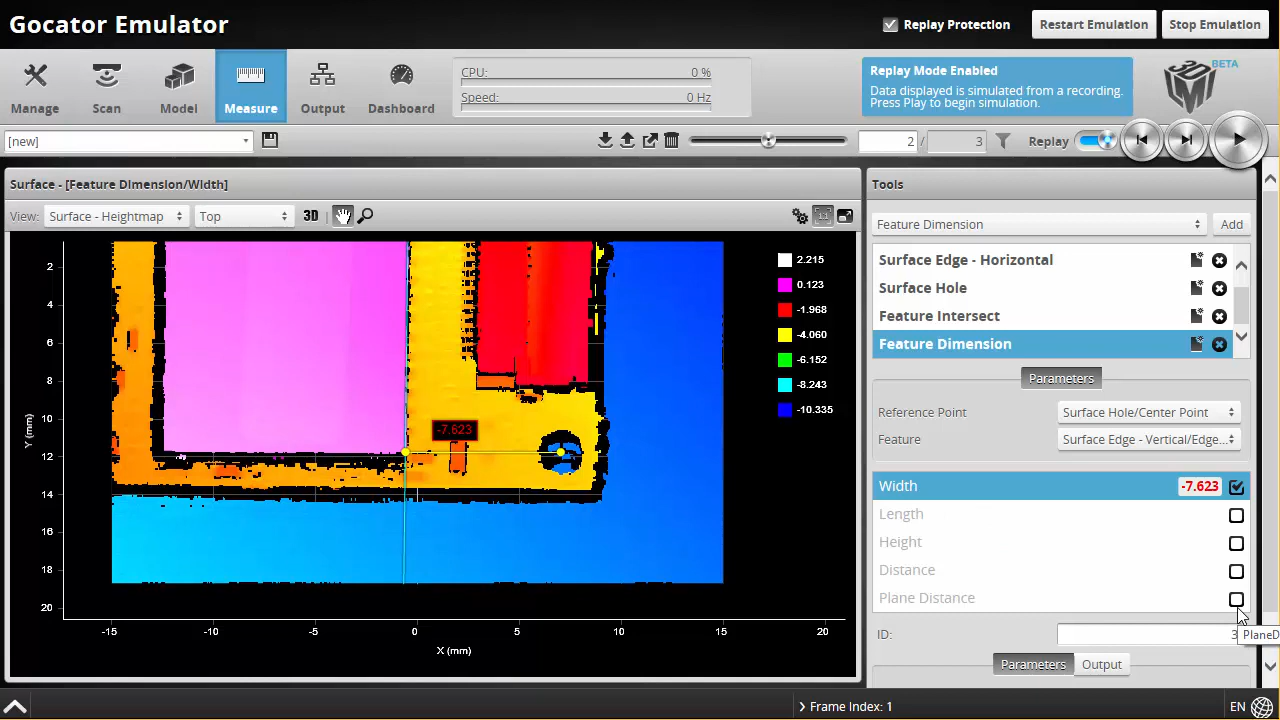 Gocator Emulator
Replay Protection
Restart Emulation
Stop Emulation
Manage
Scan
Model
Measure
Output
Dashboard
CPU: 0 %
Speed: 0 Hz
Replay Mode Enabled
Data displayed is simulated from a recording.
Press Play to begin simulation.
BETA
[new]
2 / 3
Replay
Surface - [Feature Dimension/Width]
View: Surface - Heightmap
Top
3D
2.215
0.123
-1.968
-4.060
-6.152
-8.243
-10.335
2
4
6
8
10
12
14
16
18
20
Y (mm)
-7.623
-15 -10 -5 0 5 10 15 20
X (mm)
Tools
Feature Dimension
Add
Surface Edge - Horizontal
Surface Hole
Feature Intersect
Feature Dimension
Parameters
Reference Point Surface Hole/Center Point
Feature Surface Edge - Vertical/Edge...
Width -7.623
Length
Height
Distance
Plane Distance
ID: 3
PlaneD
Parameters Output
Frame Index: 1
EN